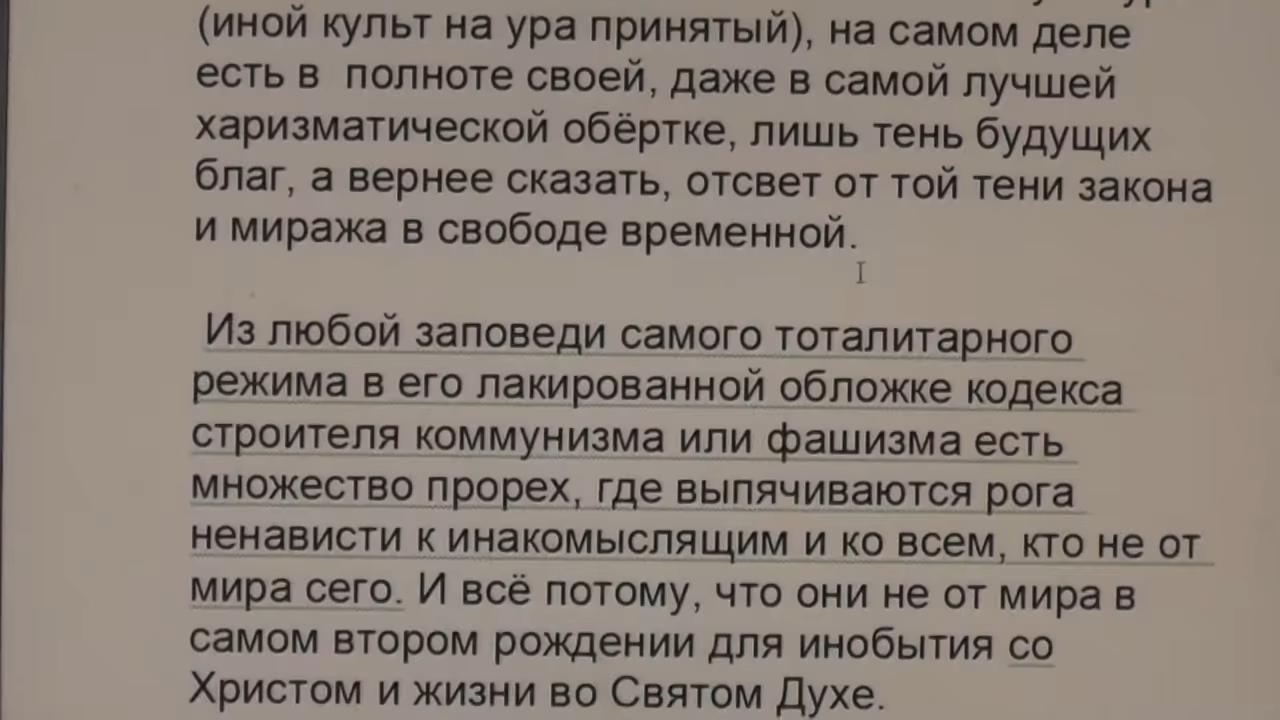 (иной культ на ура принятый), на самом деле
есть в полноте своей, даже в самой лучшей
харизматической обёртке, лишь тень будущих
благ, а вернее сказать, отсвет от той тени закона
и миража в свободе временной.
Из любой заповеди самого тоталитарного
режима в его лакированной обложке кодекса
строителя коммунизма или фашизма есть
множество прорех, где выпячиваются рога
ненависти к инакомыслящим и ко всем, кто не от
мира сего. И всё потому, что они не от мира в
самом втором рождении для инобытия со
Христом и жизни во Святом Духе.